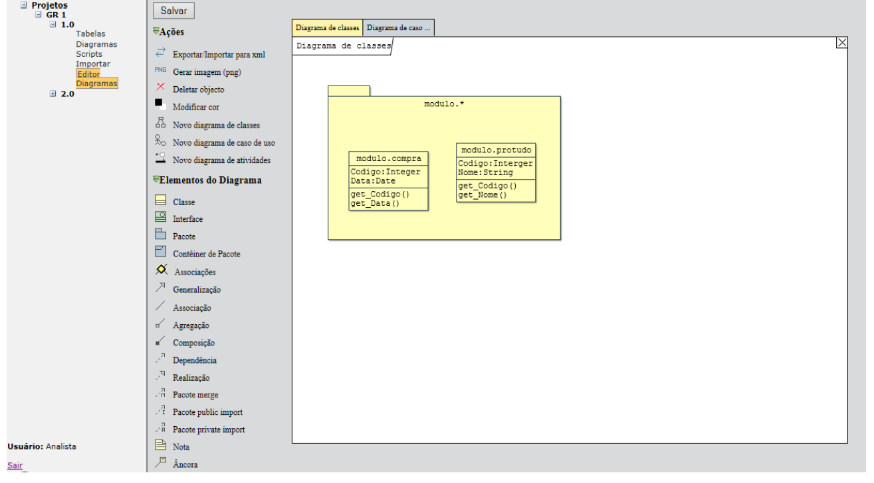 Projetos
GR 1
1.0
Tabelas
Diagramas
Scripts
Importar
Editor
Diagramas
2.0
Usuário: Analista
Sair
Salvar
Ações
Exportar/Importar para xml
PNG Gerar imagem (png)
Deletar objecto
Modificar cor
Novo diagrama de classes
Novo diagrama de caso de uso
Novo diagrama de atividades
Elementos do Diagrama
Classe
Interface
Pacote
Contêiner de Pacote
Associações
Generalização
Associação
Agregação
Composição
Dependência
Realização
Pacote merge
Pacote public import
Pacote private import
Nota
Âncora
Diagrama de classes Diagrama de caso ...
Diagrama de classes
modulo.*
modulo.compra
Codigo:Integer
Data:Date
get_Codigo()
get_Data()
modulo.protudo
Codigo:Interger
Nome:String
get_Codigo()
get_Nome()